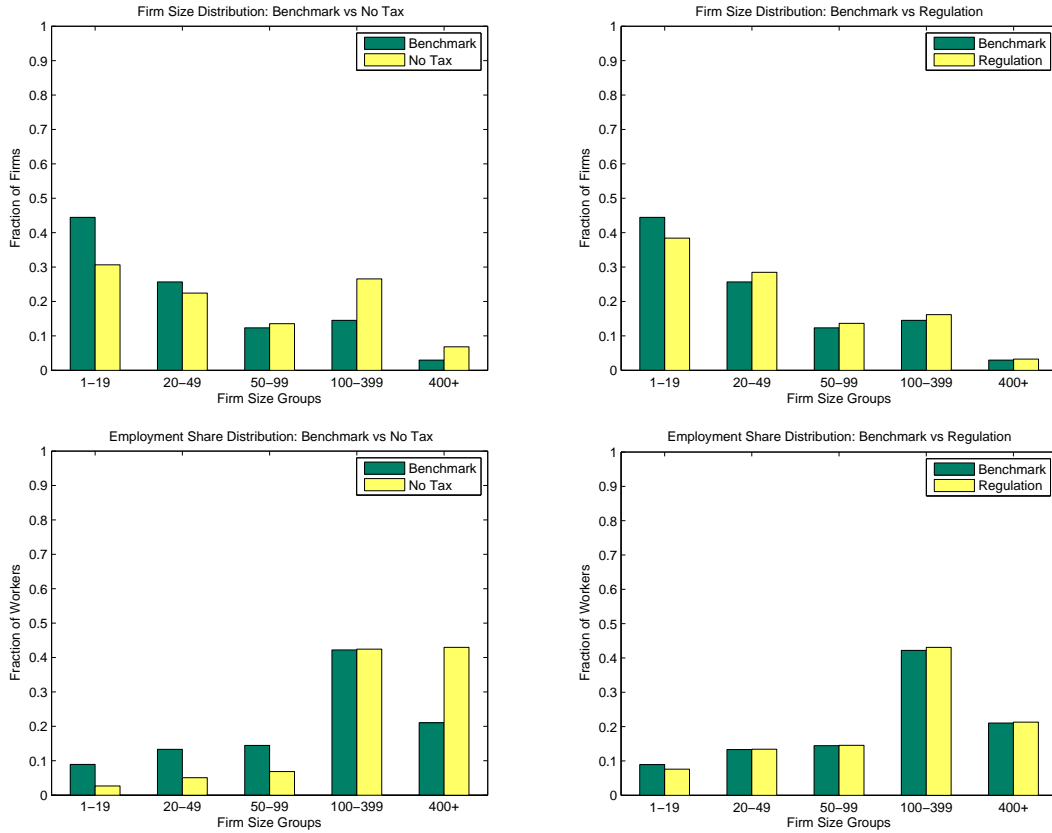 Firm Size Distribution: Benchmark vs No Tax
1
0.9
0.8
0.7
0.6
0.5
0.4
0.3
0.2
0.1
0
Fraction of Firms
Benchmark
No Tax
1−19 20−49 50−99 100−399 400+
Firm Size Groups
Firm Size Distribution: Benchmark vs Regulation
1
0.9
0.8
0.7
0.6
0.5
0.4
0.3
0.2
0.1
0
Fraction of Firms
Benchmark
Regulation
1−19 20−49 50−99 100−399 400+
Firm Size Groups
Employment Share Distribution: Benchmark vs No Tax
1
0.9
0.8
0.7
0.6
0.5
0.4
0.3
0.2
0.1
0
Fraction of Workers
Benchmark
No Tax
1−19 20−49 50−99 100−399 400+
Firm Size Groups
Employment Share Distribution: Benchmark vs Regulation
1
0.9
0.8
0.7
0.6
0.5
0.4
0.3
0.2
0.1
0
Fraction of Workers
Benchmark
Regulation
1−19 20−49 50−99 100−399 400+
Firm Size Groups